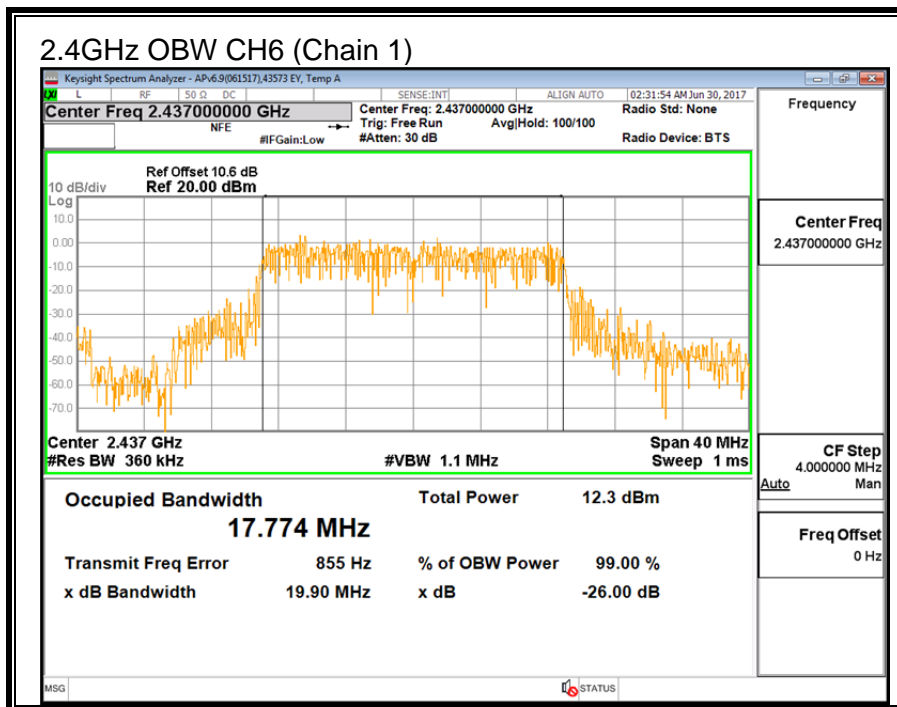 2.4GHz OBW CH6 (Chain 1)
Keysight Spectrum Analyzer - APv6.9(061517),43573 EY, Temp A
LXI L RF 50 Ω DC SENSE:INT ALIGN AUTO 02:31:54 AM Jun 30, 2017
Center Freq 2.437000000 GHz
NFE
#IFGain:Low
Center Freq: 2.437000000 GHz
Trig: Free Run Avg|Hold: 100/100
#Atten: 30 dB
Radio Std: None
Radio Device: BTS
Ref Offset 10.6 dB
10 dB/div Ref 20.00 dBm
Log
10.0
0.00
-10.0
-20.0
-30.0
-40.0
-50.0
-60.0
-70.0
Center 2.437 GHz Span 40 MHz
#Res BW 360 kHz #VBW 1.1 MHz Sweep 1 ms
Occupied Bandwidth Total Power 12.3 dBm
17.774 MHz
Transmit Freq Error 855 Hz % of OBW Power 99.00 %
x dB Bandwidth 19.90 MHz x dB -26.00 dB
Frequency
Center Freq
2.437000000 GHz
CF Step
4.000000 MHz
Auto Man
Freq Offset
0 Hz
MSG STATUS